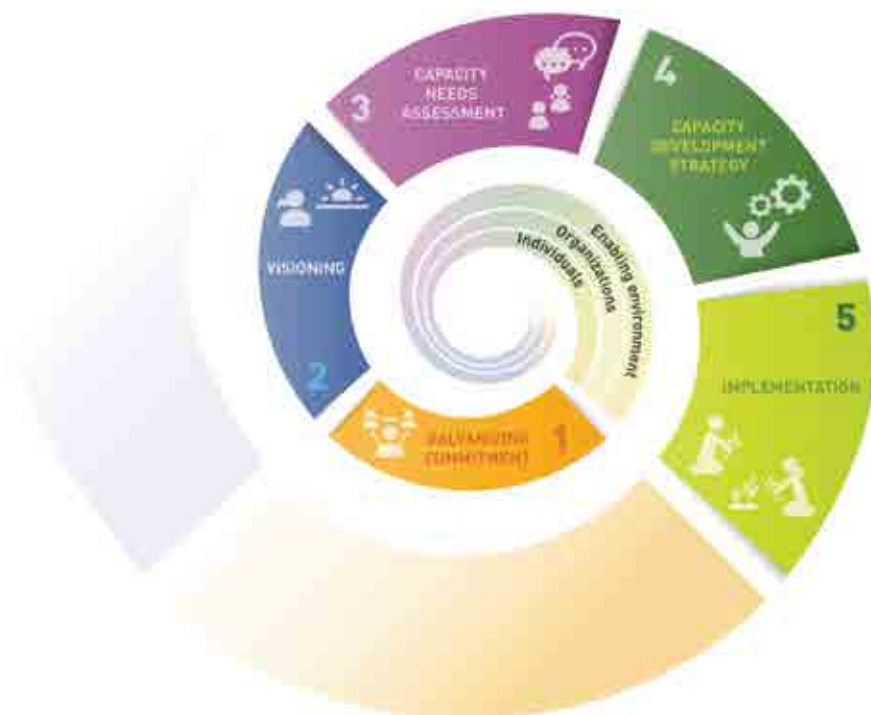 1
GALVANIZING
COMMITMENT
2
VISIONING
3
CAPACITY
NEEDS
ASSESSMENT
4
CAPACITY
DEVELOPMENT
STRATEGY
5
IMPLEMENTATION
Enabling environment
Organizations
Individuals